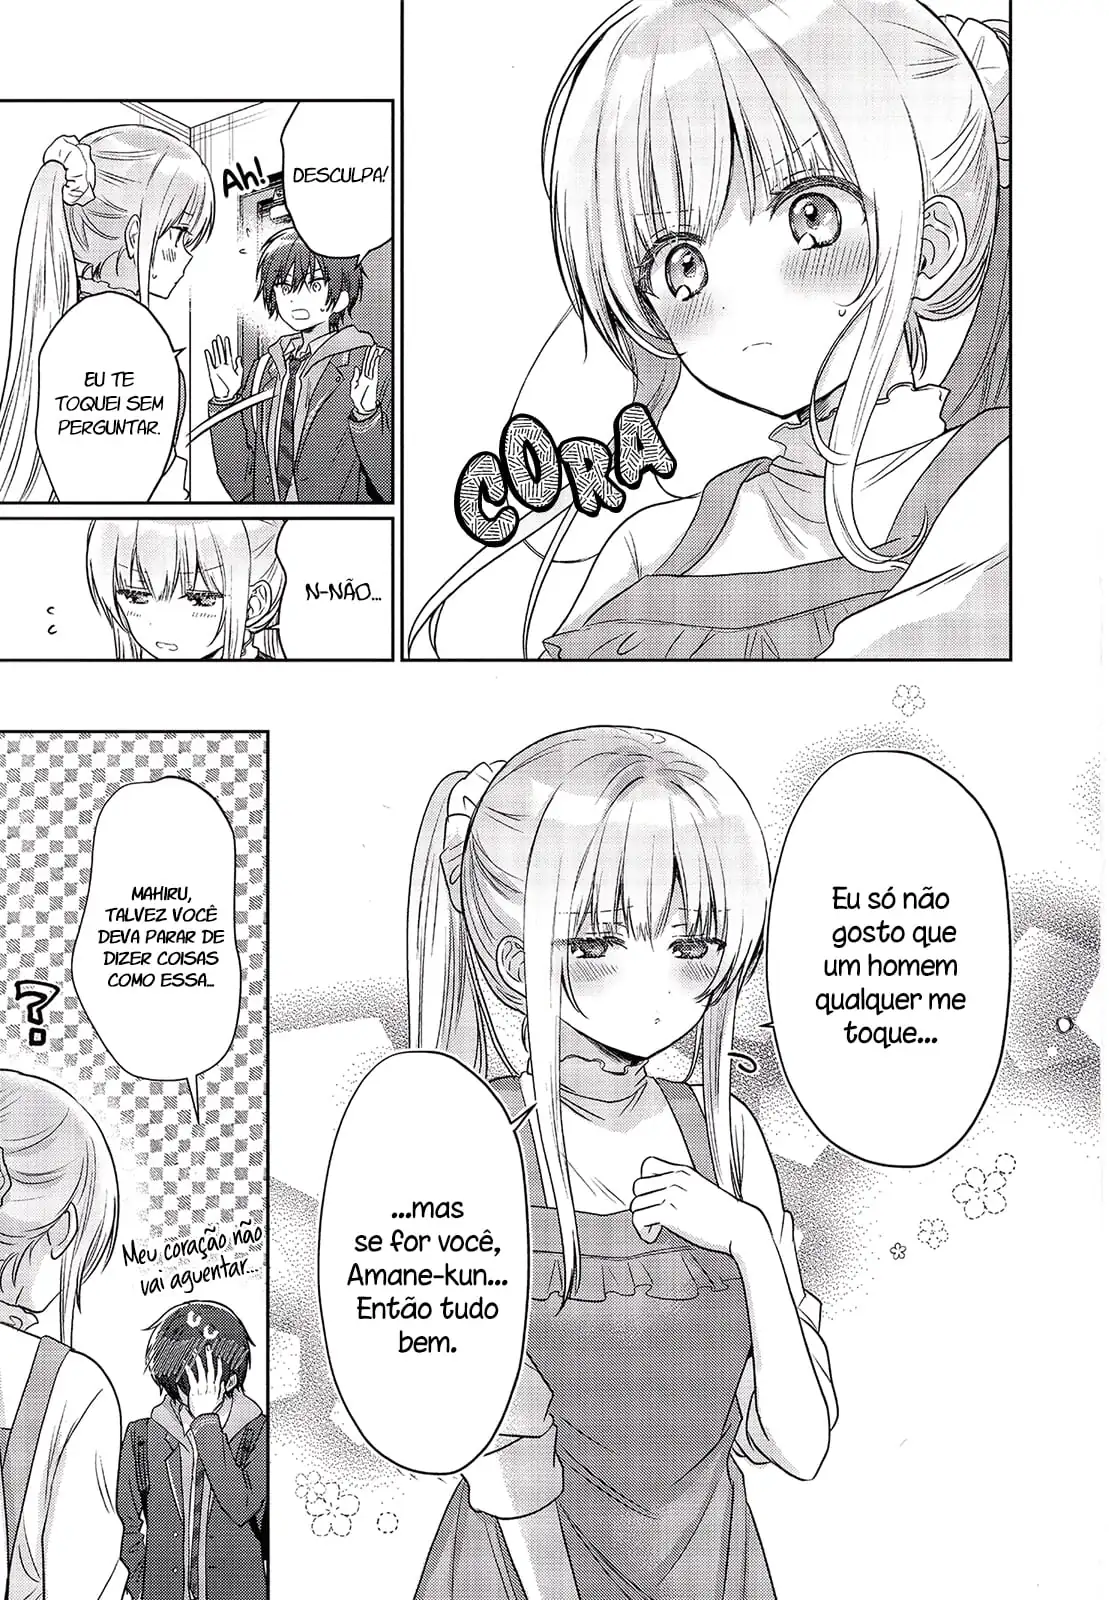 CORA
Ah!
DESCULPA!
EU TE
TOQUEI SEM
PERGUNTAR.
N-NÃO...
Eu só não
gosto que
um homem
qualquer me
toque...
...mas
se for você,
Amane-kun...
Então tudo
bem.
MAHIRU,
TALVEZ VOCÊ
DEVA PARAR DE
DIZER COISAS
COMO ESSA...
?
Meu coração não
vai aguentar...